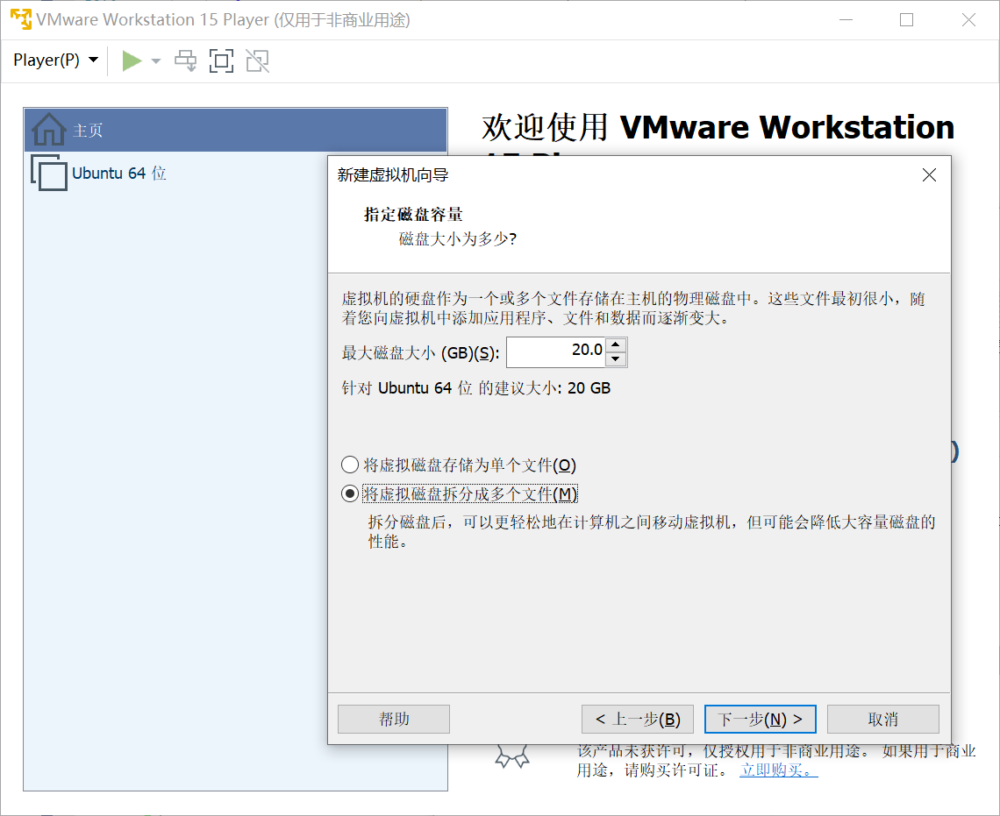 VMware Workstation 15 Player (仅用于非商业用途)
Player(P)
主页
Ubuntu 64 位
欢迎使用 VMware Workstation
新建虚拟机向导
指定磁盘容量
磁盘大小为多少?
虚拟机的硬盘作为一个或多个文件存储在主机的物理磁盘中。这些文件最初很小，随
着您向虚拟机中添加应用程序、文件和数据而逐渐变大。
最大磁盘大小 (GB)(S): 20.0
针对 Ubuntu 64 位 的建议大小: 20 GB
将虚拟磁盘存储为单个文件(O)
将虚拟磁盘拆分成多个文件(M)
拆分磁盘后，可以更轻松地在计算机之间移动虚拟机，但可能会降低大容量磁盘的
性能。
帮助
< 上一步(B)
下一步(N) >
取消
该产品未获许可，仅授权用于非商业用途。 如果用于商业
用途，请购买许可证。 立即购买。